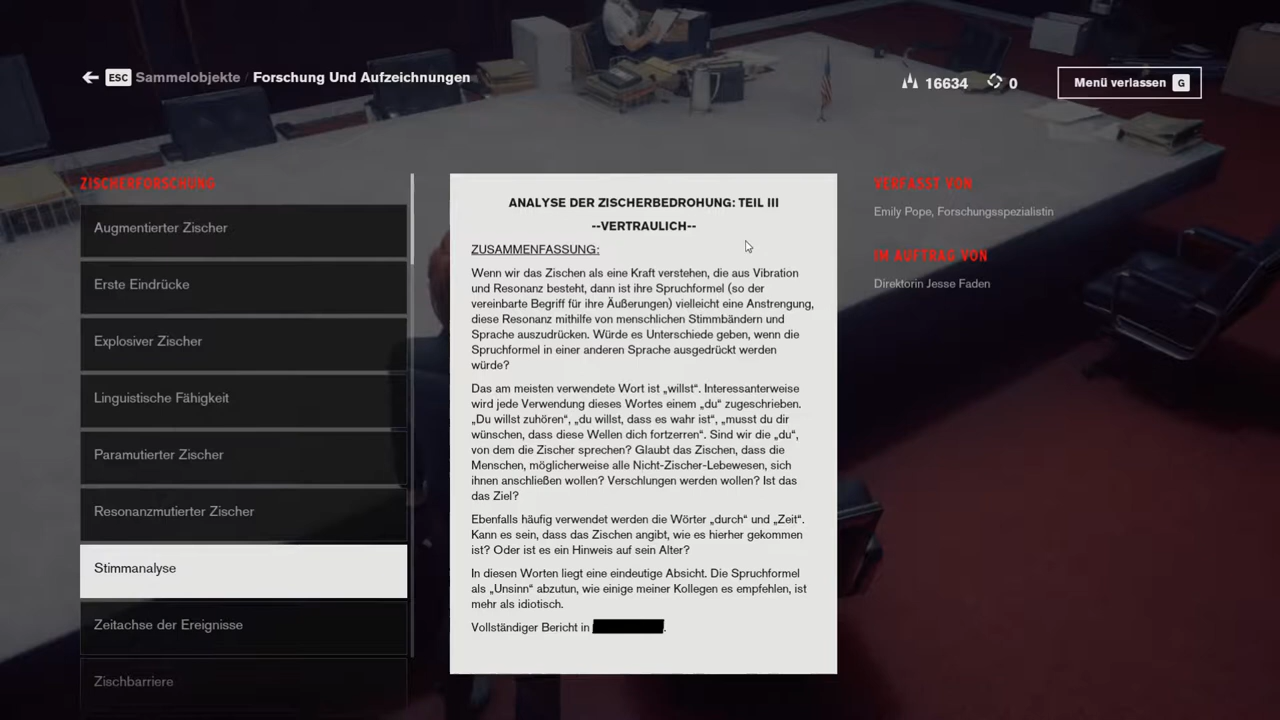 ESC Sammelobjekte / Forschung Und Aufzeichnungen
16634 0
Menü verlassen G
ZISCHERFORSCHUNG
Augmentierter Zischer
Erste Eindrücke
Explosiver Zischer
Linguistische Fähigkeit
Paramutierter Zischer
Resonanzmutierter Zischer
Stimmanalyse
Zeitachse der Ereignisse
Zischbarriere
ANALYSE DER ZISCHERBEDROHUNG: TEIL III
--VERTRAULICH--
ZUSAMMENFASSUNG:
Wenn wir das Zischen als eine Kraft verstehen, die aus Vibration
und Resonanz besteht, dann ist ihre Spruchformel (so der
vereinbarte Begriff für ihre Äußerungen) vielleicht eine Anstrengung,
diese Resonanz mithilfe von menschlichen Stimmbändern und
Sprache auszudrücken. Würde es Unterschiede geben, wenn die
Spruchformel in einer anderen Sprache ausgedrückt werden
würde?
Das am meisten verwendete Wort ist „willst“. Interessanterweise
wird jede Verwendung dieses Wortes einem „du“ zugeschrieben.
„Du willst zuhören“, „du willst, dass es wahr ist“, „musst du dir
wünschen, dass diese Wellen dich fortzerren“. Sind wir die „du“,
von dem die Zischer sprechen? Glaubt das Zischen, dass die
Menschen, möglicherweise alle Nicht-Zischer-Lebewesen, sich
ihnen anschließen wollen? Verschlungen werden wollen? Ist das
das Ziel?
Ebenfalls häufig verwendet werden die Wörter „durch“ und „Zeit“.
Kann es sein, dass das Zischen angibt, wie es hierher gekommen
ist? Oder ist es ein Hinweis auf sein Alter?
In diesen Worten liegt eine eindeutige Absicht. Die Spruchformel
als „Unsinn“ abzutun, wie einige meiner Kollegen es empfehlen, ist
mehr als idiotisch.
Vollständiger Bericht in .
VERFASST VON
Emily Pope, Forschungsspezialistin
IM AUFTRAG VON
Direktorin Jesse Faden